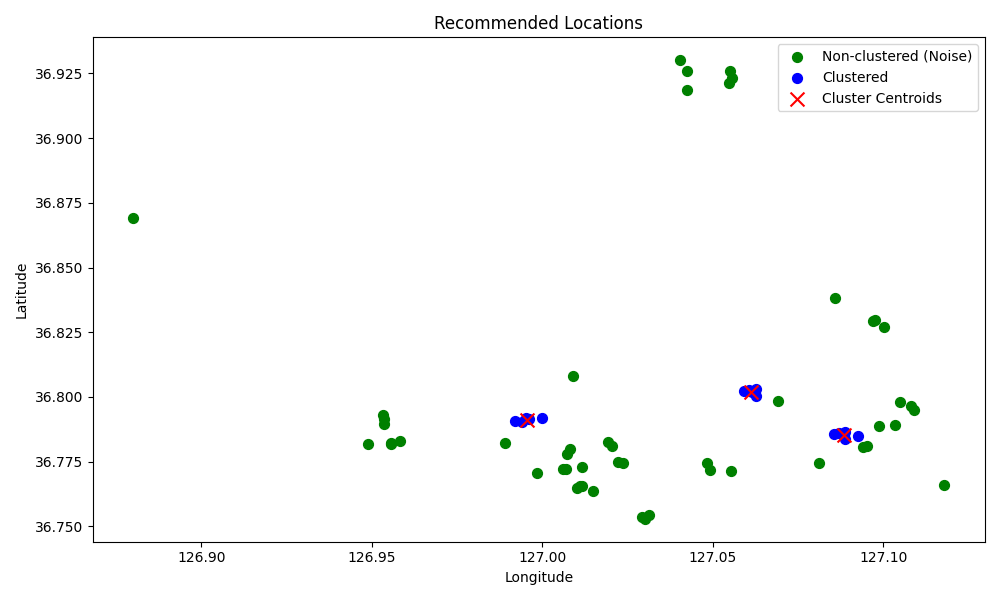 Recommended Locations
Non-clustered (Noise)
Clustered
Cluster Centroids
Latitude
36.925
36.900
36.875
36.850
36.825
36.800
36.775
36.750
126.90 126.95 127.00 127.05 127.10
Longitude